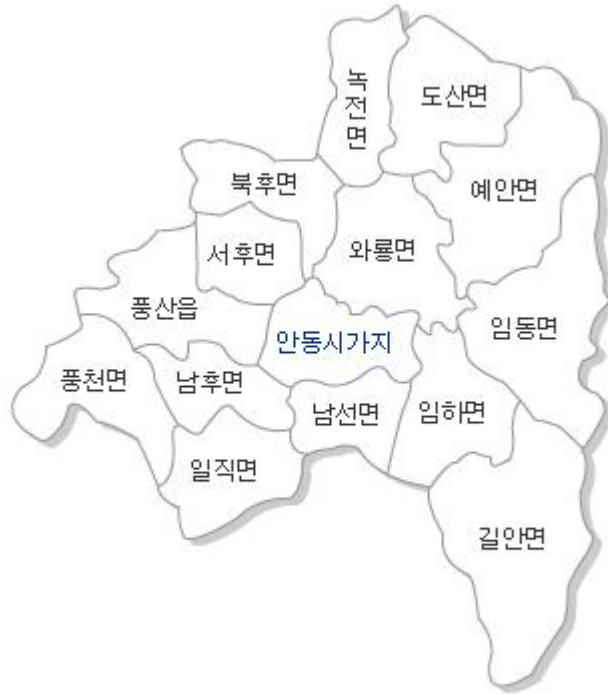 녹전면
도산면
예안면
북후면
서후면
와룡면
풍산읍
임동면
안동시가지
풍천면
남후면
남선면
임하면
일직면
길안면